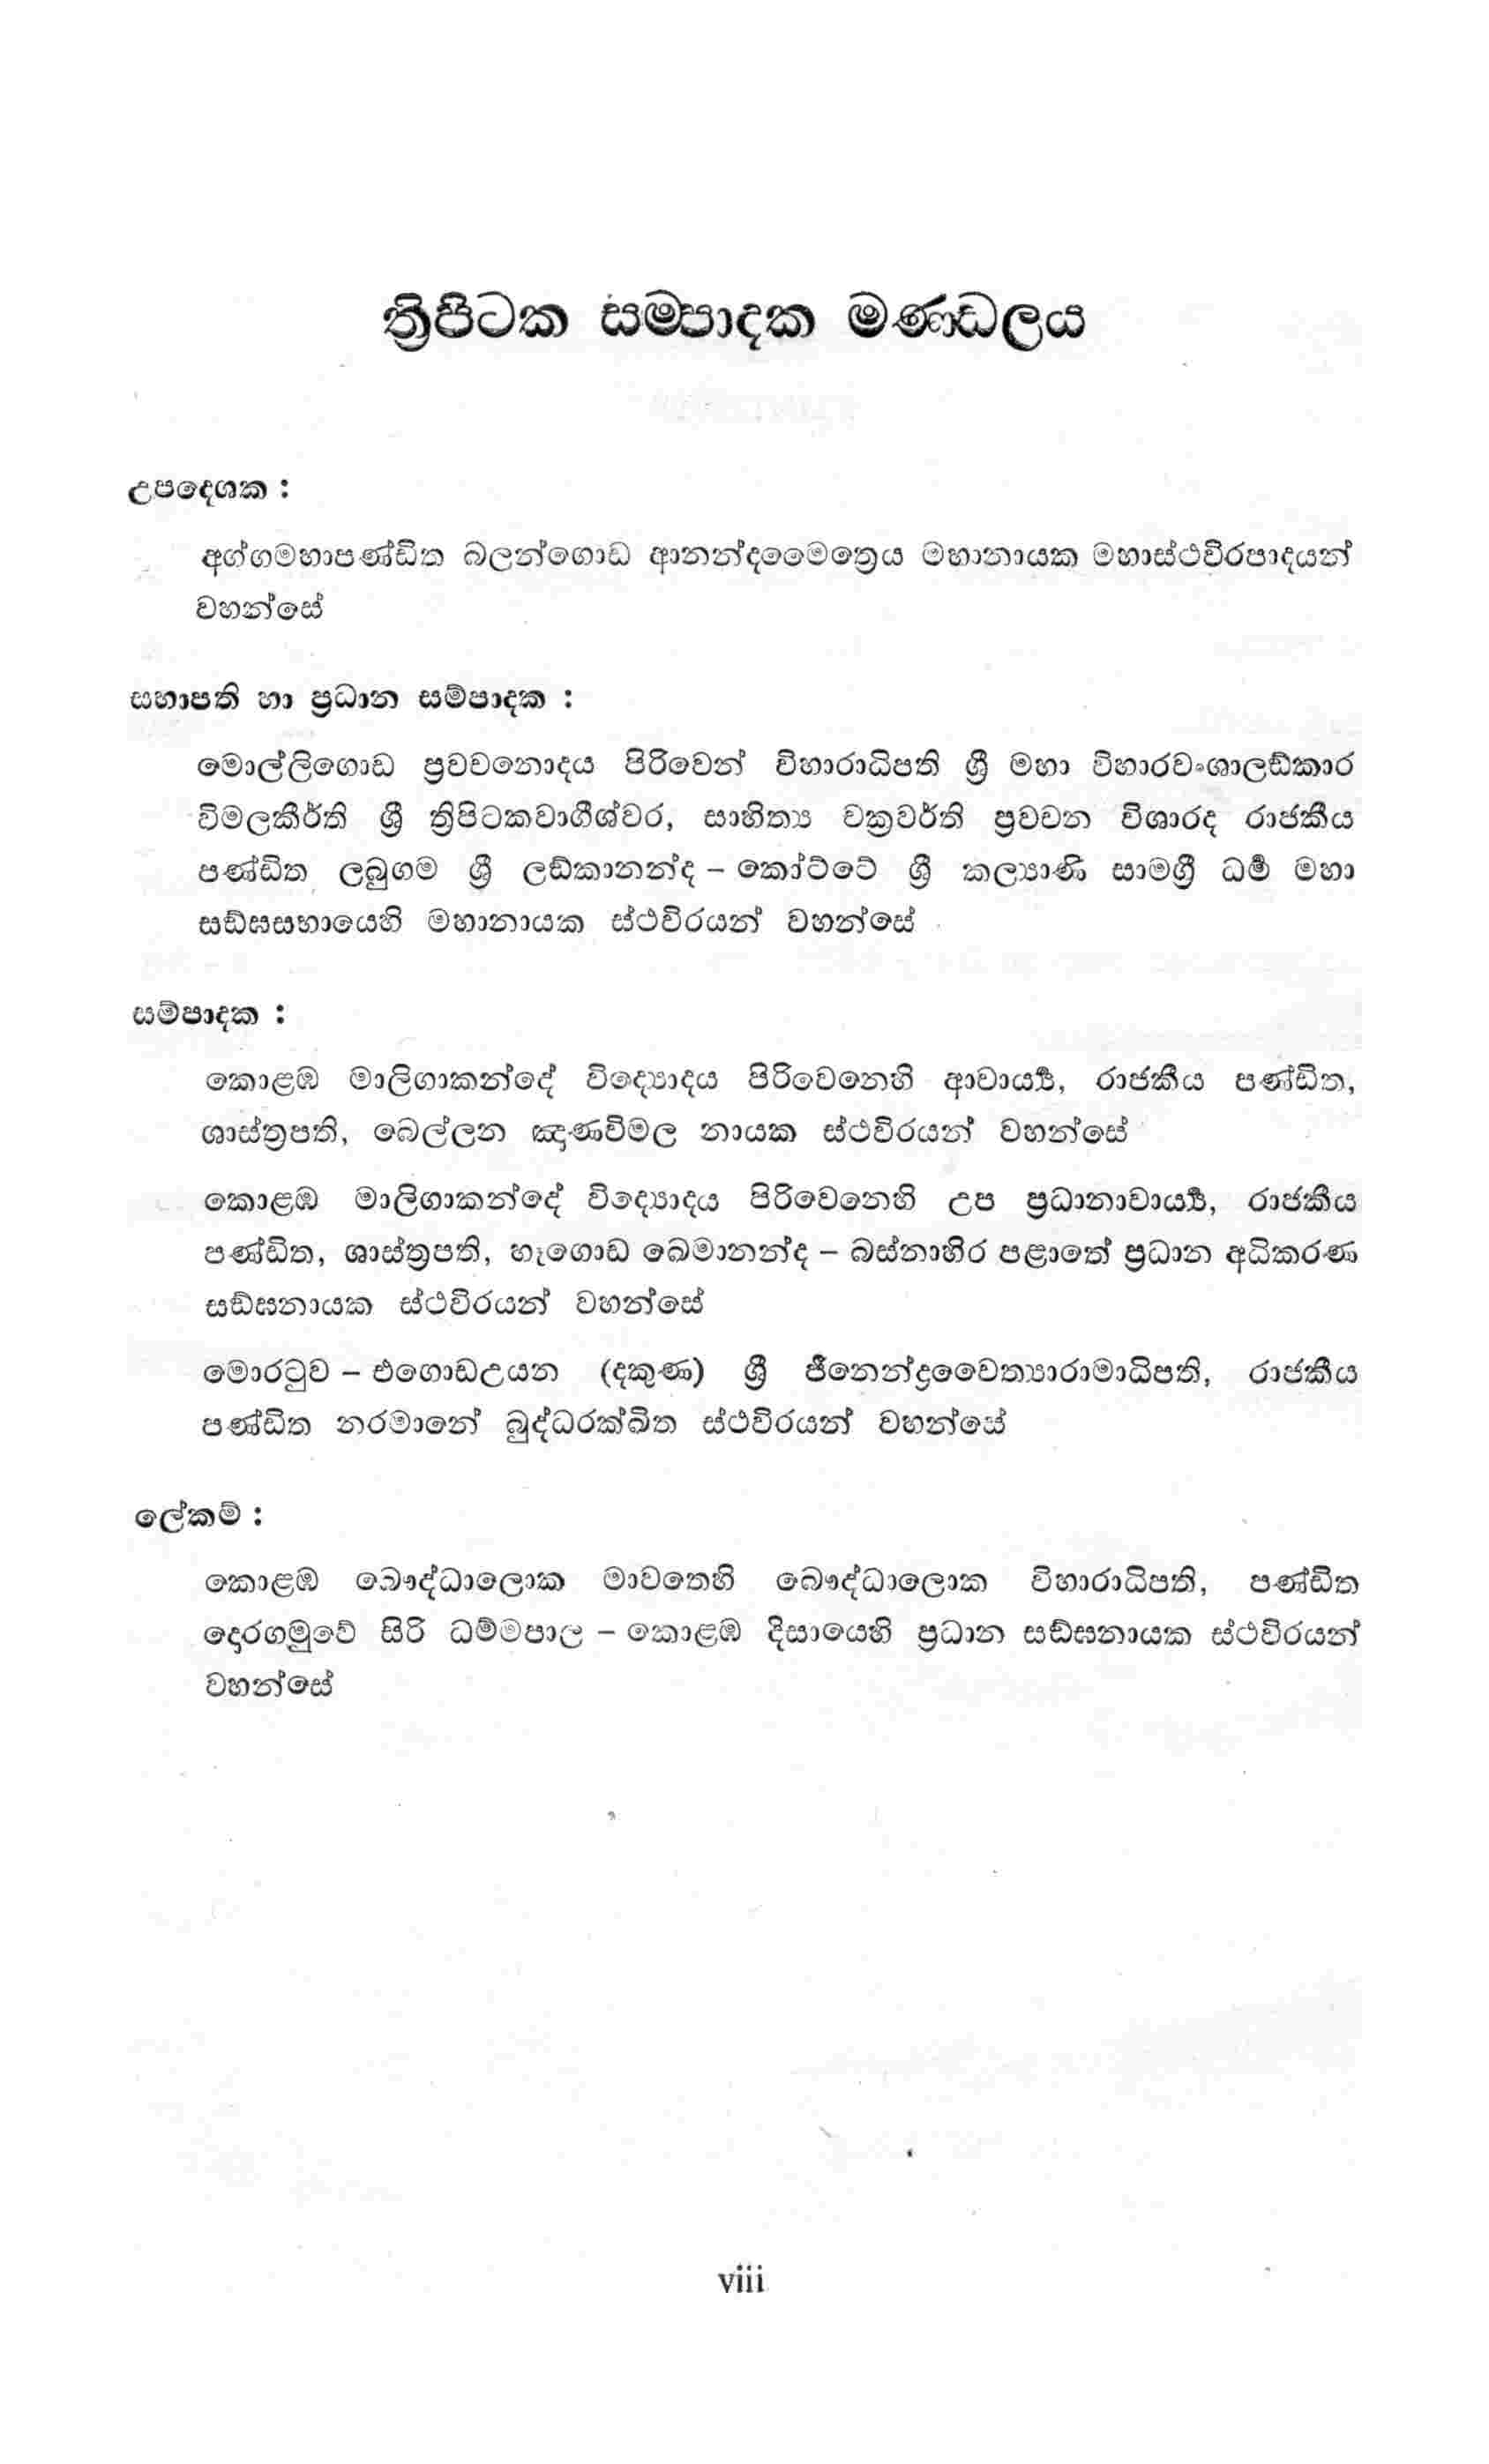 ත්‍රිපිටක සම්පාදක මණ්ඩලය
උපදෙශක :
අග්ගමහාපණ්ඩිත බලන්ගොඩ ආනන්දමෛත්‍රෙය මහානායක මහාස්ථවිරපාදයන්
වහන්සේ
සභාපති හා ප්‍රධාන සම්පාදක :
මොල්ලිගොඩ ප්‍රවචනොදය පිරිවෙන් විහාරාධිපති ශ්‍රී මහා විහාරවංශාලඞ්කාර
විමලකීර්ති ශ්‍රී ත්‍රිපිටකවාගීශ්වර, සාහිත්‍ය චක්‍රවර්ති ප්‍රවචන විශාරද රාජකීය
පණ්ඩිත ලබුගම ශ්‍රී ලඞ්කානන්ද – කෝට්ටේ ශ්‍රී කල්‍යාණි සාමග්‍රී ධර්‍ම මහා
සඞ්ඝසභායෙහි මහානායක ස්ථවිරයන් වහන්සේ
සම්පාදක :
කොළඹ මාලිගාකන්දේ විද්‍යොදය පිරිවෙනෙහි ආචාර්‍ය්‍ය, රාජකීය පණ්ඩිත,
ශාස්ත්‍රපති, බෙල්ලන ඤාණවිමල නායක ස්ථවිරයන් වහන්සේ
කොළඹ මාලිගාකන්දේ විද්‍යොදය පිරිවෙනෙහි උප ප්‍රධානාචාර්‍ය්‍ය, රාජකීය
පණ්ඩිත, ශාස්ත්‍රපති, හෑගොඩ ඛෙමානන්ද – බස්නාහිර පළාතේ ප්‍රධාන අධිකරණ
සඞ්ඝනායක ස්ථවිරයන් වහන්සේ
මොරටුව – එගොඩඋයන (දකුණ) ශ්‍රී ජිනෙන්ද්‍රචෛත්‍යාරාමාධිපති, රාජකීය
පණ්ඩිත නරමානේ බුද්ධරක්ඛිත ස්ථවිරයන් වහන්සේ
ලේකම් :
කොළඹ බෞද්ධාලොක මාවතෙහි බෞද්ධාලොක විහාරාධිපති, පණ්ඩිත
දොරගමුවේ සිරි ධම්මපාල – කොළඹ දිසායෙහි ප්‍රධාන සඞ්ඝනායක ස්ථවිරයන්
වහන්සේ
viii